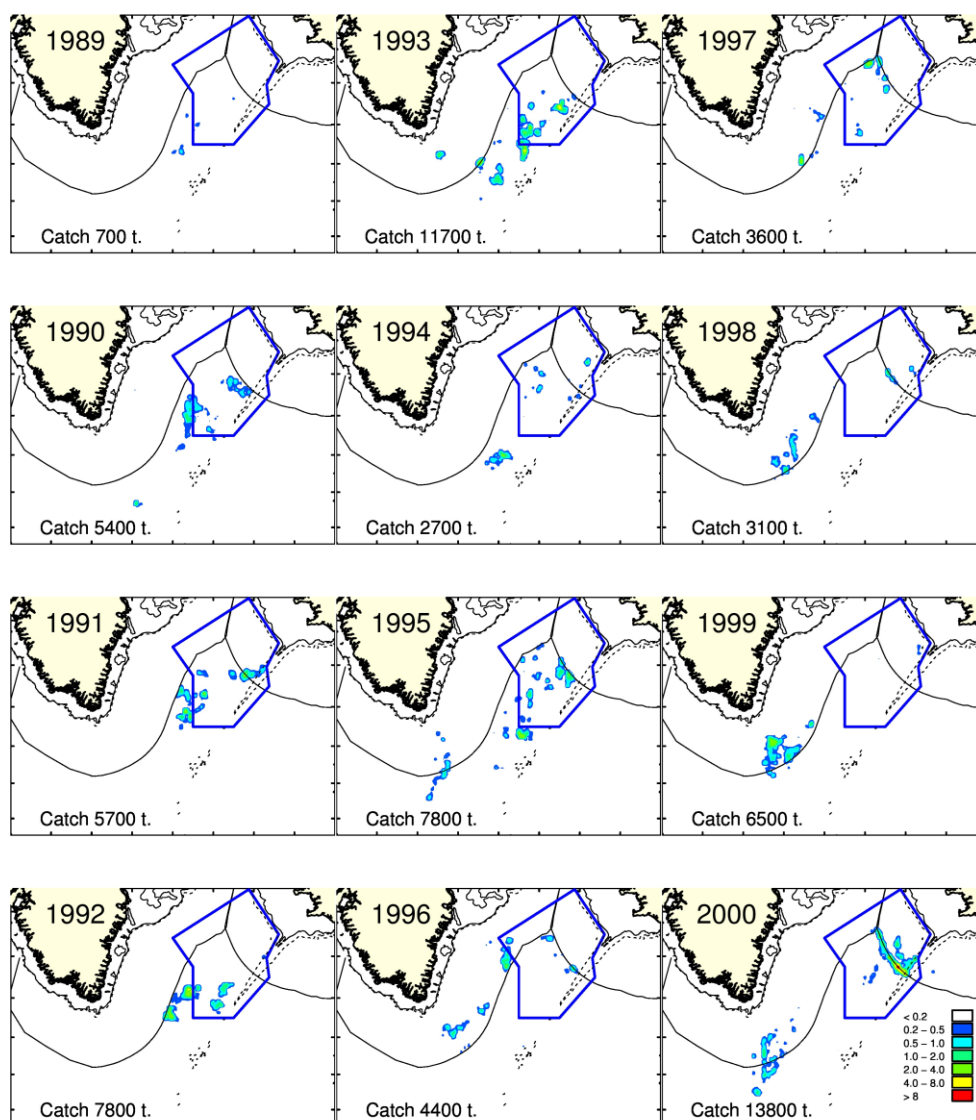 1989
1993
1997
Catch 700 t.
Catch 11700 t.
Catch 3600 t.
1990
1994
1998
Catch 5400 t.
Catch 2700 t.
Catch 3100 t.
1991
1995
1999
Catch 5700 t.
Catch 7800 t.
Catch 6500 t.
1992
1996
2000
< 0.2
0.2 – 0.5
0.5 – 1.0
1.0 – 2.0
2.0 – 4.0
4.0 – 8.0
> 8
Catch 7800 t.
Catch 4400 t.
Catch 13800 t.